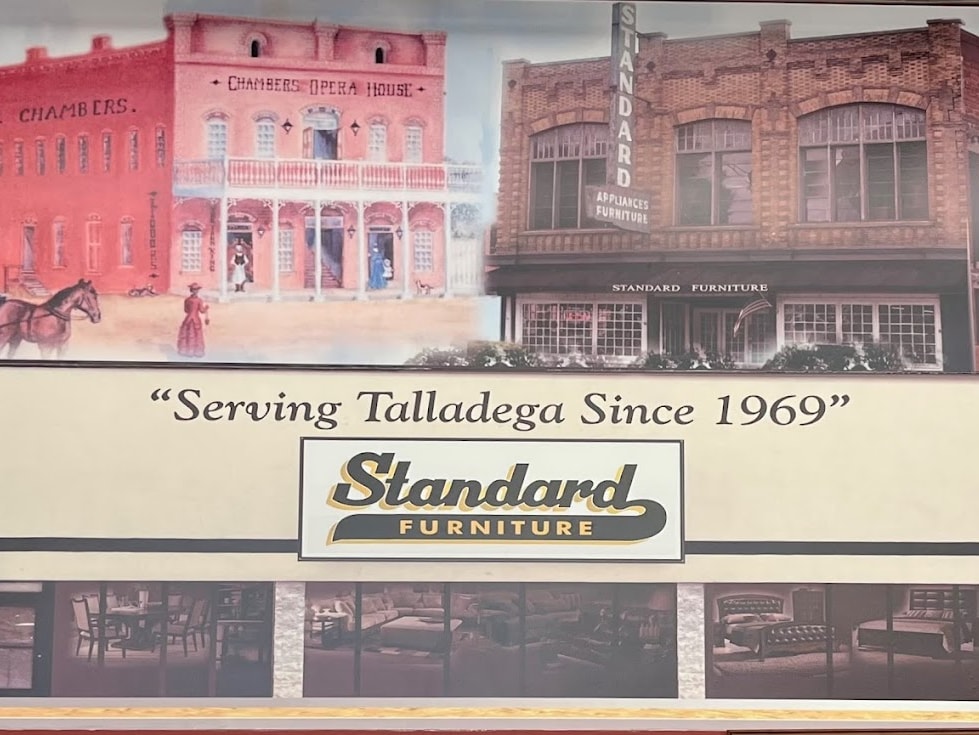 CHAMBERS.
CHAMBERS OPERA HOUSE
STANDARD
APPLIANCES
FURNITURE
STANDARD FURNITURE
"Serving Talladega Since 1969"
Standard
FURNITURE